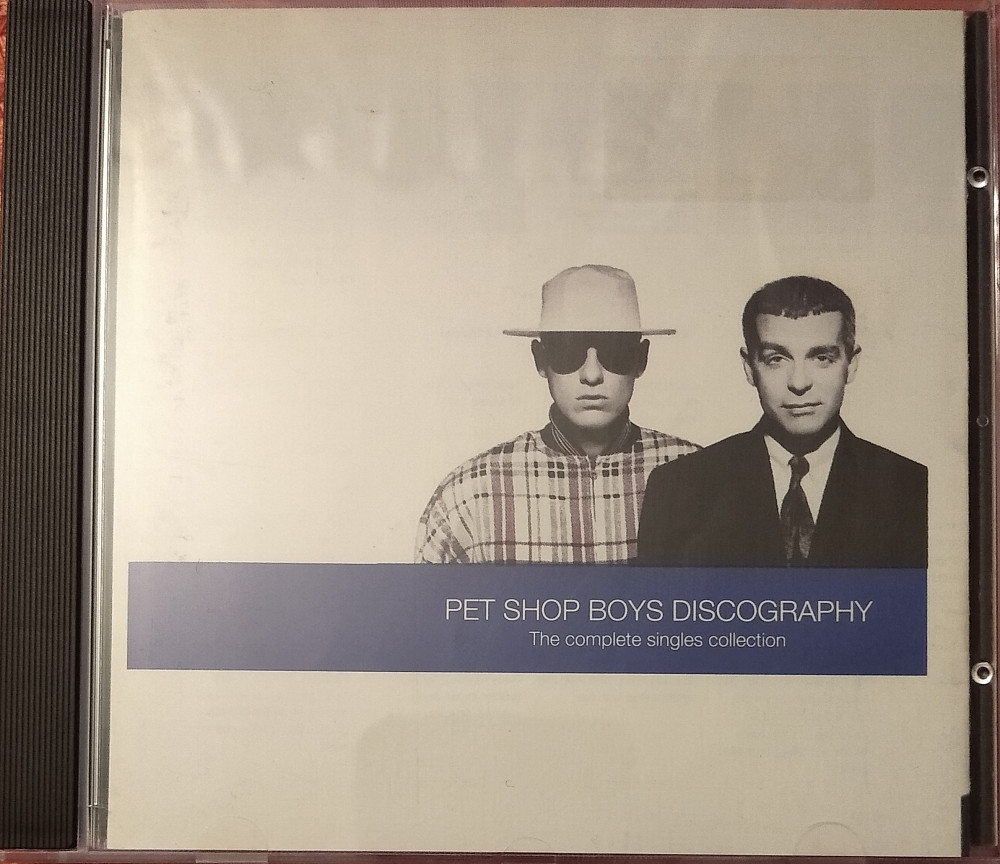 PET SHOP BOYS DISCOGRAPHY
The complete singles collection